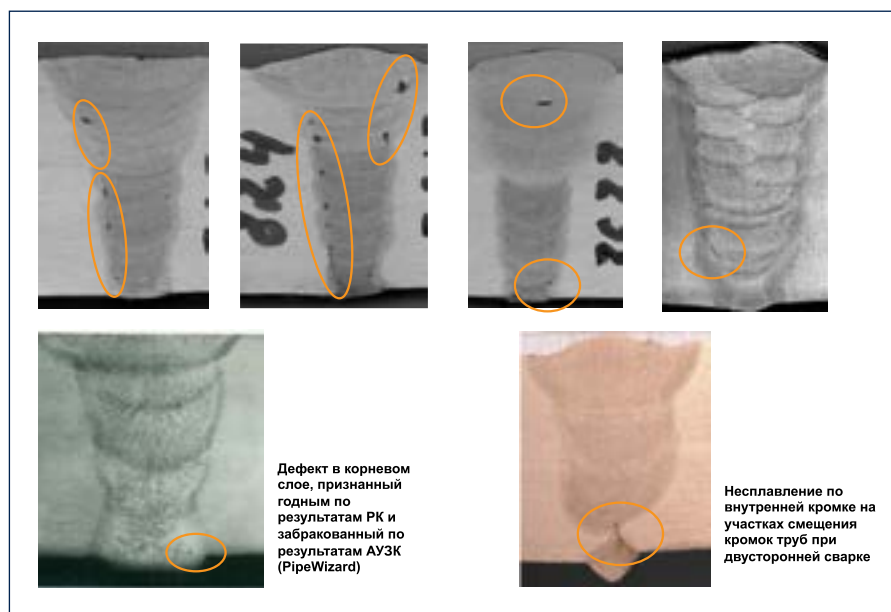 Дефект в корневом
слое, признанный
годным по
результатам РК и
забракованный по
результатам АУЗК
(PipeWizard)
Несплавление по
внутренней кромке на
участках смещения
кромок труб при
двусторонней сварке